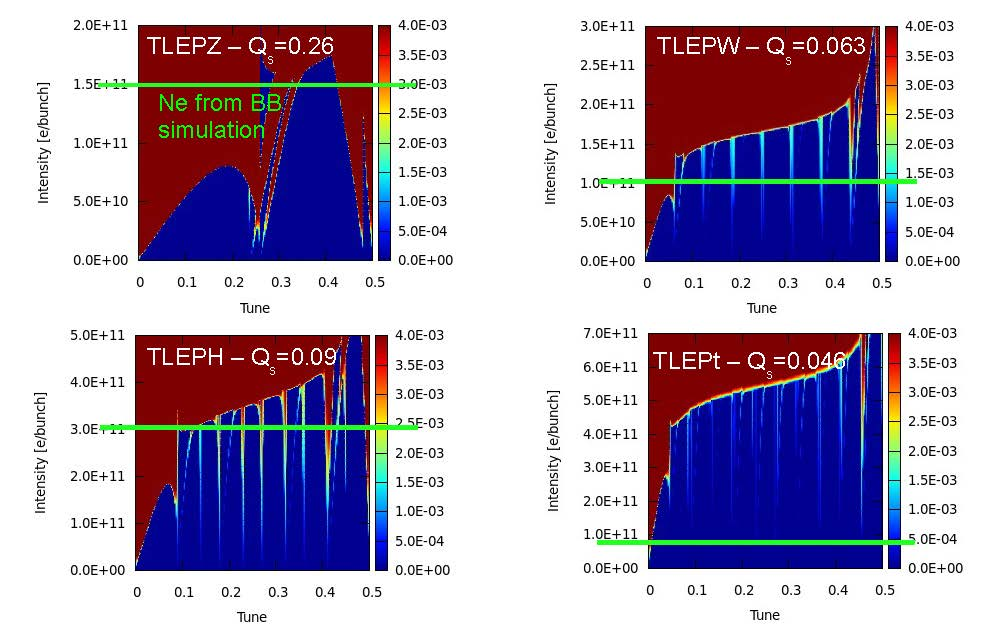 TLEPZ – Qs=0.26
Ne from BB
simulation
Intensity [e/bunch]
2.0E+11
1.5E+11
1.0E+11
5.0E+10
0.0E+00
0 0.1 0.2 0.3 0.4 0.5
Tune
4.0E-03
3.5E-03
3.0E-03
2.5E-03
2.0E-03
1.5E-03
1.0E-03
5.0E-04
0.0E+00
TLEPW – Qs=0.063
Intensity [e/bunch]
3.0E+11
2.5E+11
2.0E+11
1.5E+11
1.0E+11
5.0E+10
0.0E+00
0 0.1 0.2 0.3 0.4 0.5
Tune
4.0E-03
3.5E-03
3.0E-03
2.5E-03
2.0E-03
1.5E-03
1.0E-03
5.0E-04
0.0E+00
TLEPH – Qs=0.09
Intensity [e/bunch]
5.0E+11
4.0E+11
3.0E+11
2.0E+11
1.0E+11
0.0E+00
0 0.1 0.2 0.3 0.4 0.5
Tune
4.0E-03
3.5E-03
3.0E-03
2.5E-03
2.0E-03
1.5E-03
1.0E-03
5.0E-04
0.0E+00
TLEPt – Qs=0.046
Intensity [e/bunch]
7.0E+11
6.0E+11
5.0E+11
4.0E+11
3.0E+11
2.0E+11
1.0E+11
0.0E+00
0 0.1 0.2 0.3 0.4 0.5
Tune
4.0E-03
3.5E-03
3.0E-03
2.5E-03
2.0E-03
1.5E-03
1.0E-03
5.0E-04
0.0E+00